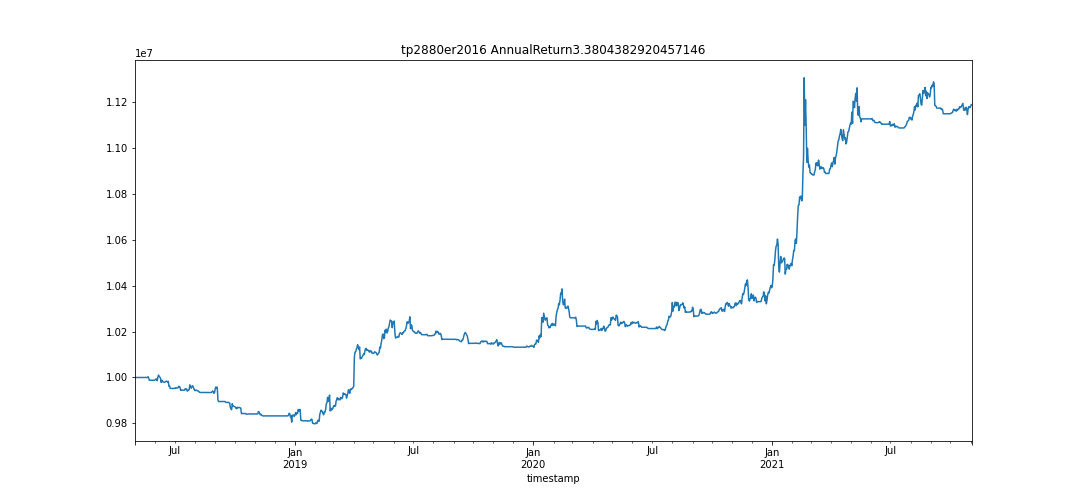 tp2880er2016 AnnualReturn3.3804382920457146
1e7
1.12
1.10
1.08
1.06
1.04
1.02
1.00
0.98
Jul Jan Jul Jan Jul Jan Jul
2019 2020 2021
timestamp